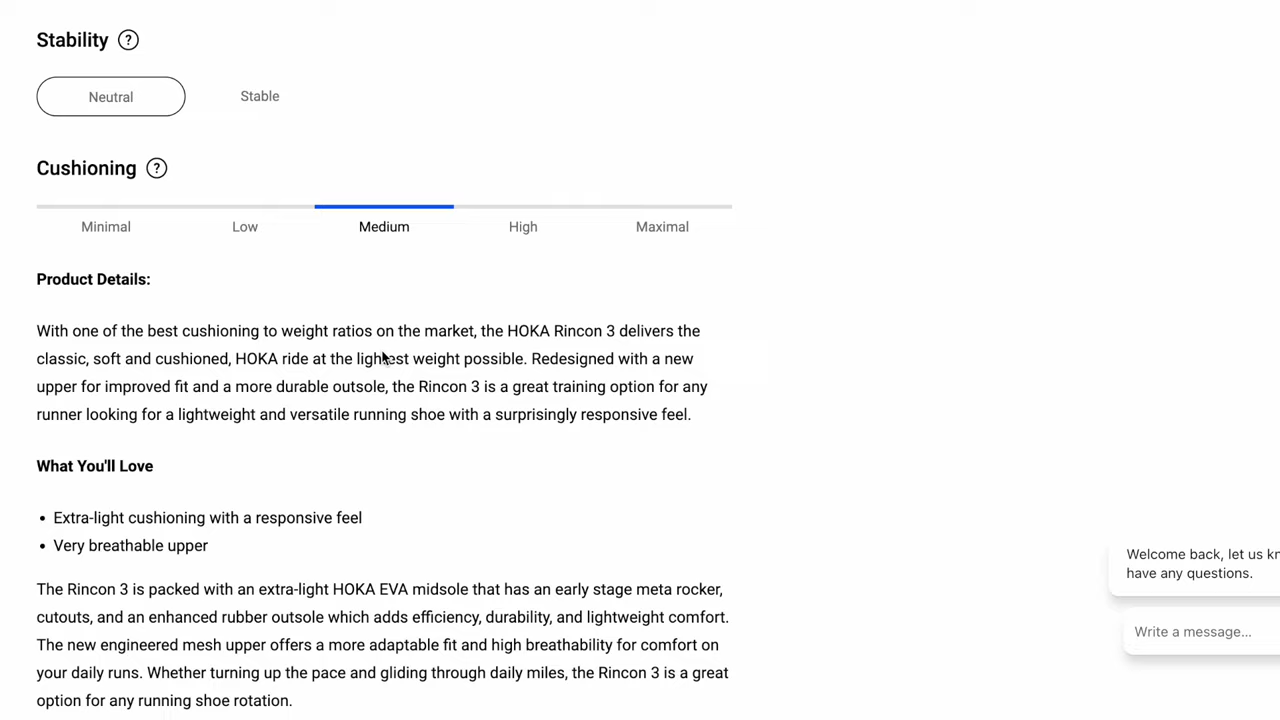 Stability ?
Neutral Stable
Cushioning ?
Minimal Low Medium High Maximal
Product Details:
With one of the best cushioning to weight ratios on the market, the HOKA Rincon 3 delivers the
classic, soft and cushioned, HOKA ride at the lightest weight possible. Redesigned with a new
upper for improved fit and a more durable outsole, the Rincon 3 is a great training option for any
runner looking for a lightweight and versatile running shoe with a surprisingly responsive feel.
What You'll Love
• Extra-light cushioning with a responsive feel
• Very breathable upper
The Rincon 3 is packed with an extra-light HOKA EVA midsole that has an early stage meta rocker,
cutouts, and an enhanced rubber outsole which adds efficiency, durability, and lightweight comfort.
The new engineered mesh upper offers a more adaptable fit and high breathability for comfort on
your daily runs. Whether turning up the pace and gliding through daily miles, the Rincon 3 is a great
option for any running shoe rotation.
Welcome back, let us kn
have any questions.
Write a message...